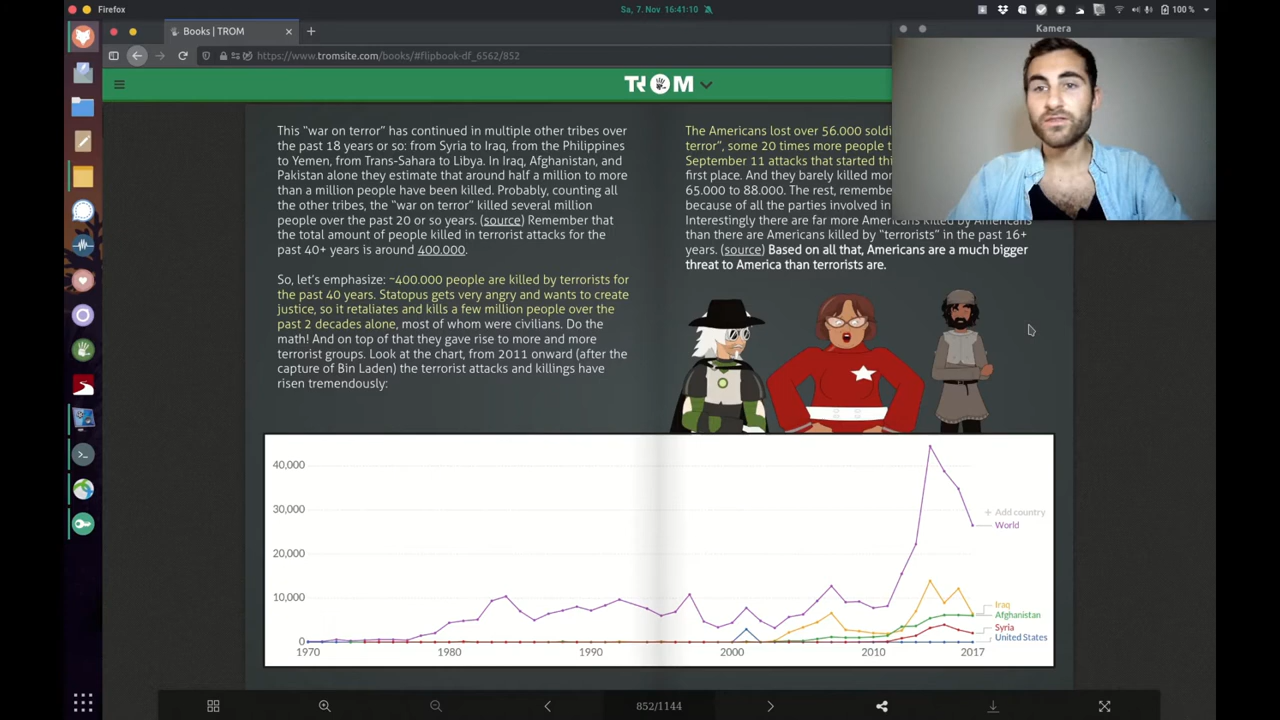 Firefox
Sa, 7. Nov 16:41:10
100 %
Books | TROM
Kamera
https://www.tromsite.com/books/#flipbook-df_6562/852
TROM
This “war on terror” has continued in multiple other tribes over
the past 18 years or so: from Syria to Iraq, from the Philippines
to Yemen, from Trans-Sahara to Libya. In Iraq, Afghanistan, and
Pakistan alone they estimate that around half a million to more
than a million people have been killed. Probably, counting all
the other tribes, the “war on terror” killed several million
people over the past 20 or so years. (source) Remember that
the total amount of people killed in terrorist attacks for the
past 40+ years is around 400.000.
So, let's emphasize: ~400.000 people are killed by terrorists for
the past 40 years. Statopus gets very angry and wants to create
justice, so it retaliates and kills a few million people over the
past 2 decades alone, most of whom were civilians. Do the
math! And on top of that they gave rise to more and more
terrorist groups. Look at the chart, from 2011 onward (after the
capture of Bin Laden) the terrorist attacks and killings have
risen tremendously:
The Americans lost over 56.000
terror”, some 20 times more people
September 11 attacks that started
first place. And they barely killed
65.000 to 88.000. The rest,
because of all the parties involved in
Interestingly there are far more Americans killed by Americans
than there are Americans killed by “terrorists” in the past 16+
years. (source) Based on all that, Americans are a much bigger
threat to America than terrorists are.
40,000
30,000
20,000
10,000
0
1970
1980
1990
2000
2010
2017
+ Add country
World
Iraq
Afghanistan
Syria
United States
852/1144